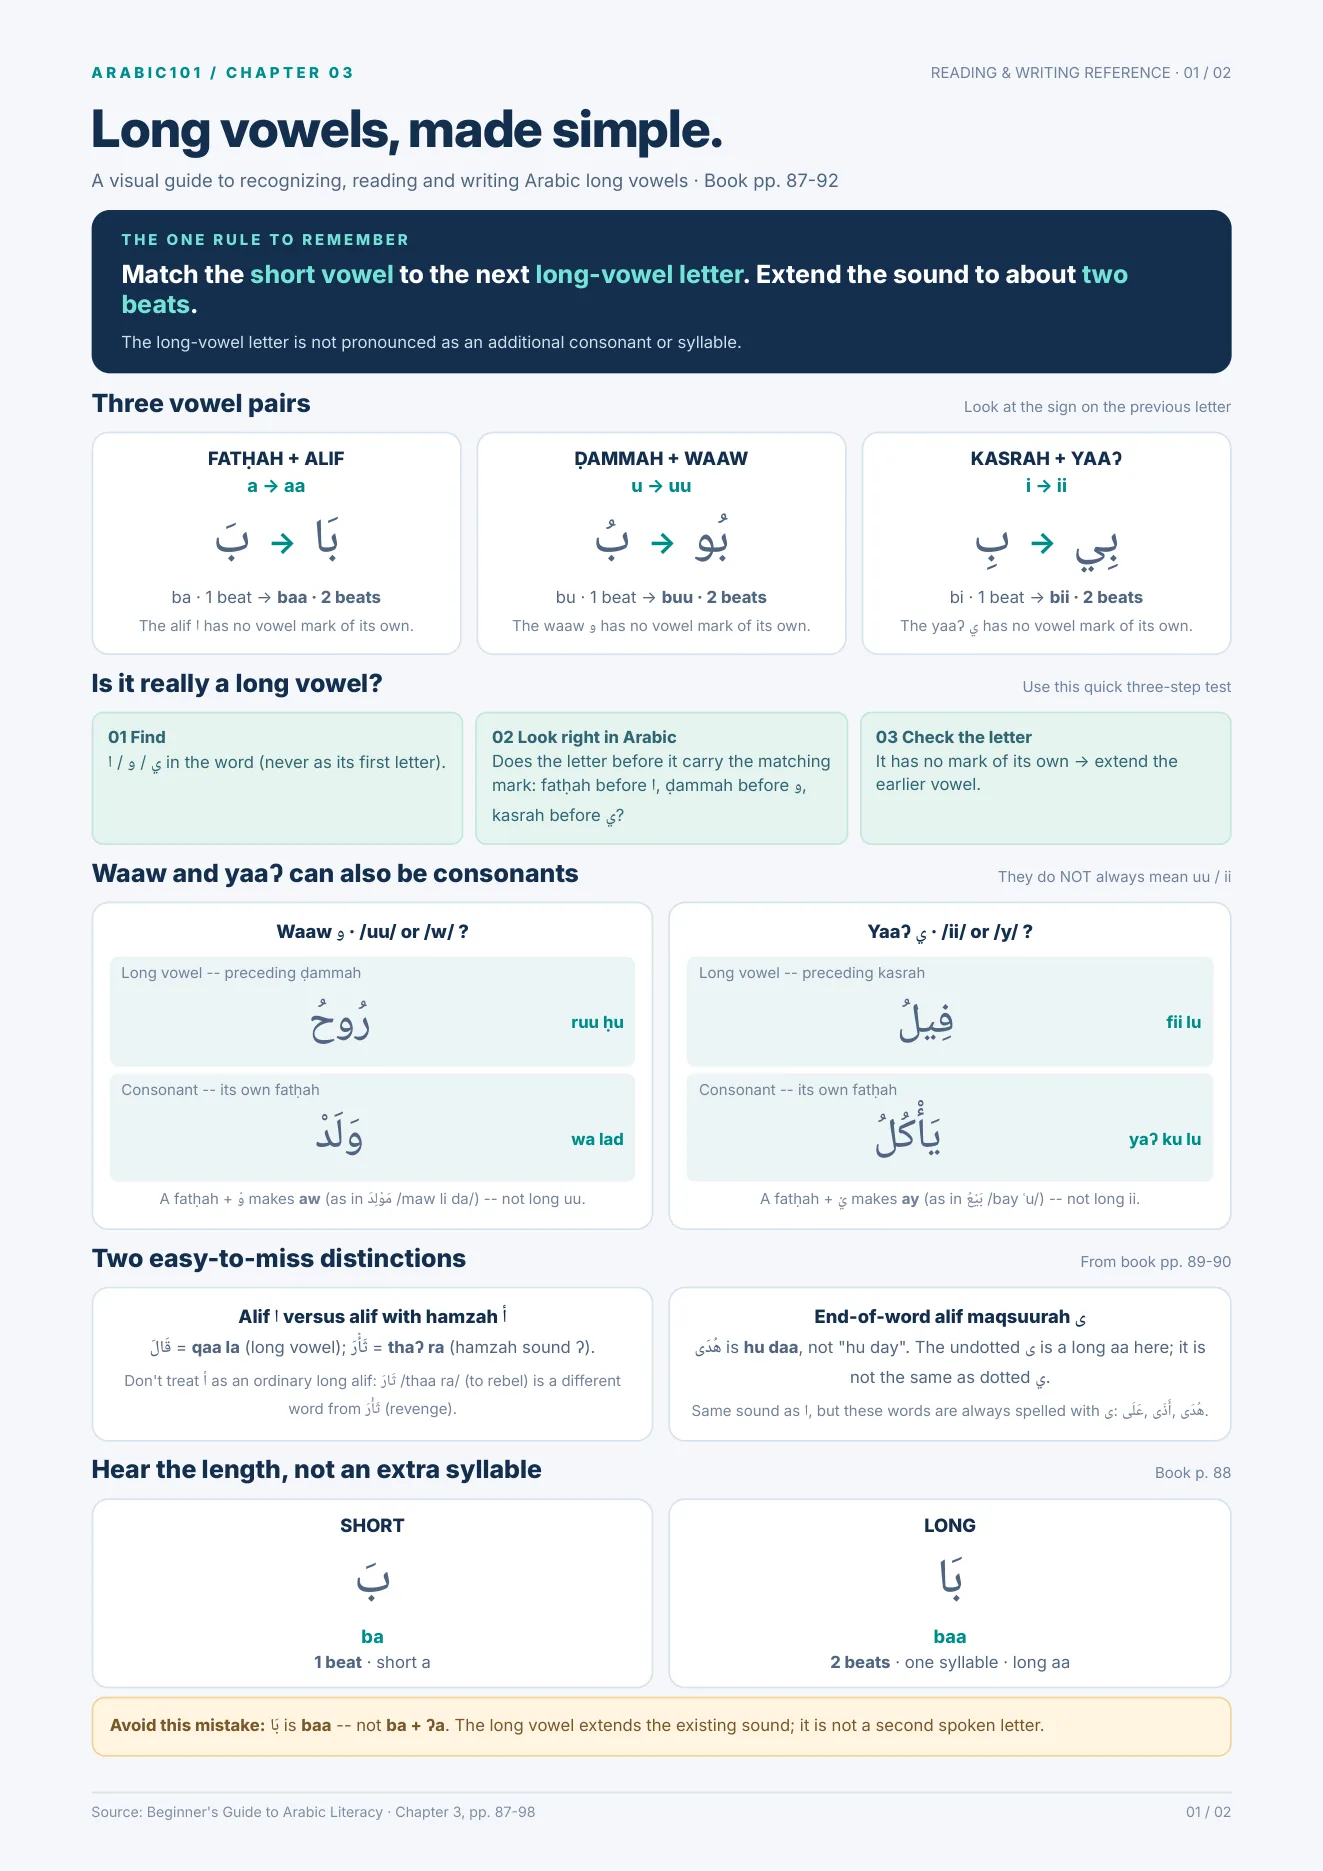 ARABIC101 / CHAPTER 03
READING & WRITING REFERENCE · 01 / 02
Long vowels, made simple.
A visual guide to recognizing, reading and writing Arabic long vowels · Book pp. 87-92
THE ONE RULE TO REMEMBER
Match the short vowel to the next long-vowel letter. Extend the sound to about two
beats.
The long-vowel letter is not pronounced as an additional consonant or syllable.
Three vowel pairs
Look at the sign on the previous letter
FATḤAH + ALIF
a → aa
بَ → بَا
ba · 1 beat → baa · 2 beats
The alif ا has no vowel mark of its own.
ḌAMMAH + WAAW
u → uu
بُ → بُو
bu · 1 beat → buu · 2 beats
The waaw و has no vowel mark of its own.
KASRAH + YAAʔ
i → ii
بِ → بِي
bi · 1 beat → bii · 2 beats
The yaaʔ ي has no vowel mark of its own.
Is it really a long vowel?
Use this quick three-step test
01 Find
ا / و / ي in the word (never as its first letter).
02 Look right in Arabic
Does the letter before it carry the matching
mark: fatḥah before ا, ḍammah before و,
kasrah before ي?
03 Check the letter
It has no mark of its own → extend the
earlier vowel.
Waaw and yaaʔ can also be consonants
They do NOT always mean uu / ii
Waaw و · /uu/ or /w/ ?
Long vowel -- preceding ḍammah
رُوحُ
ruu ḥu
Consonant -- its own fatḥah
وَلَدْ
wa lad
A fatḥah + وْ makes aw (as in مَوْلِدَ /maw li da/) -- not long uu.
Yaaʔ ي · /ii/ or /y/ ?
Long vowel -- preceding kasrah
فِيلُ
fii lu
Consonant -- its own fatḥah
يَأْكُلُ
yaʔ ku lu
A fatḥah + يْ makes ay (as in بَيْعُ /bay ʿu/) -- not long ii.
Two easy-to-miss distinctions
From book pp. 89-90
Alif ا versus alif with hamzah أ
قَالَ = qaa la (long vowel); ثَأْرَ = thaʔ ra (hamzah sound ʔ).
Don't treat أ as an ordinary long alif: ثَارَ /thaa ra/ (to rebel) is a different
word from ثَأْرَ (revenge).
End-of-word alif maqsuurah ى
هُدَى is hu daa, not "hu day". The undotted ى is a long aa here; it is
not the same as dotted ي.
Same sound as ا, but these words are always spelled with ى: هُدَى, أَذَى, عَلَى.
Hear the length, not an extra syllable
Book p. 88
SHORT
بَ
ba
1 beat · short a
LONG
بَا
baa
2 beats · one syllable · long aa
Avoid this mistake: بَا is baa -- not ba + ʔa. The long vowel extends the existing sound; it is not a second spoken letter.
Source: Beginner's Guide to Arabic Literacy · Chapter 3, pp. 87-98
01 / 02